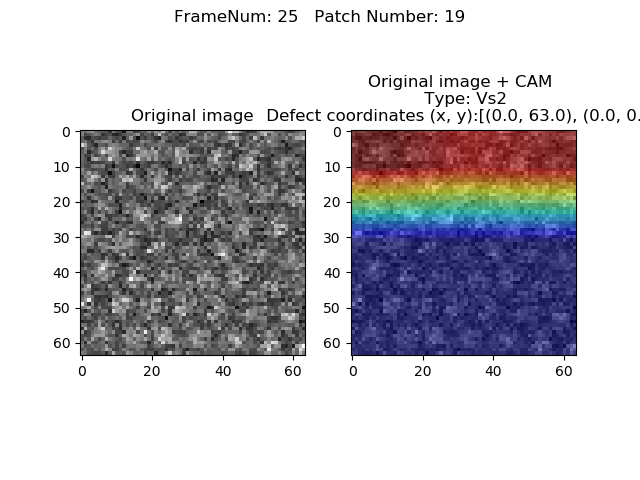 FrameNum: 25   Patch Number: 19
Original image + CAM
Type: Vs2
Original image
Defect coordinates (x, y):[(0.0, 63.0), (0.0, 0.
0
10
20
30
40
50
60
0 20 40 60
0
10
20
30
40
50
60
0 20 40 60